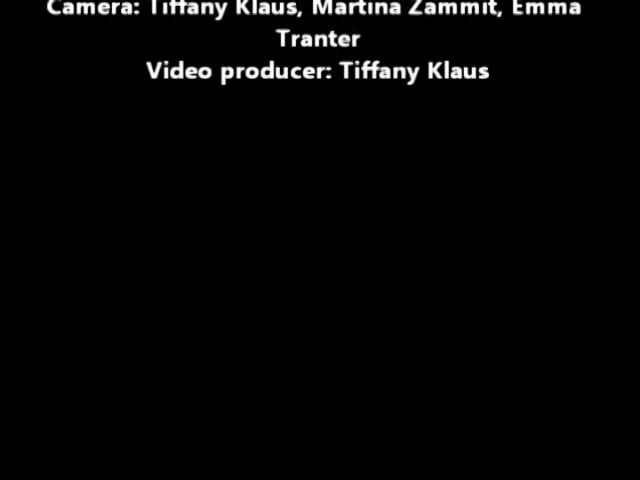 Camera: Tiffany Klaus, Martina Zammit, Emma
Tranter
Video producer: Tiffany Klaus